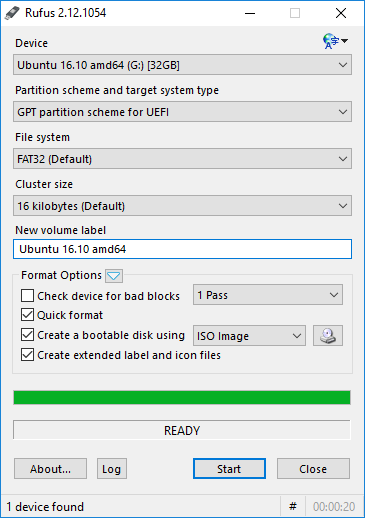 Rufus 2.12.1054
Device
Ubuntu 16.10 amd64 (G:) [32GB]
Partition scheme and target system type
GPT partition scheme for UEFI
File system
FAT32 (Default)
Cluster size
16 kilobytes (Default)
New volume label
Ubuntu 16.10 amd64
Format Options
Check device for bad blocks 1 Pass
Quick format
Create a bootable disk using ISO Image
Create extended label and icon files
READY
About... Log Start Close
1 device found # 00:00:20